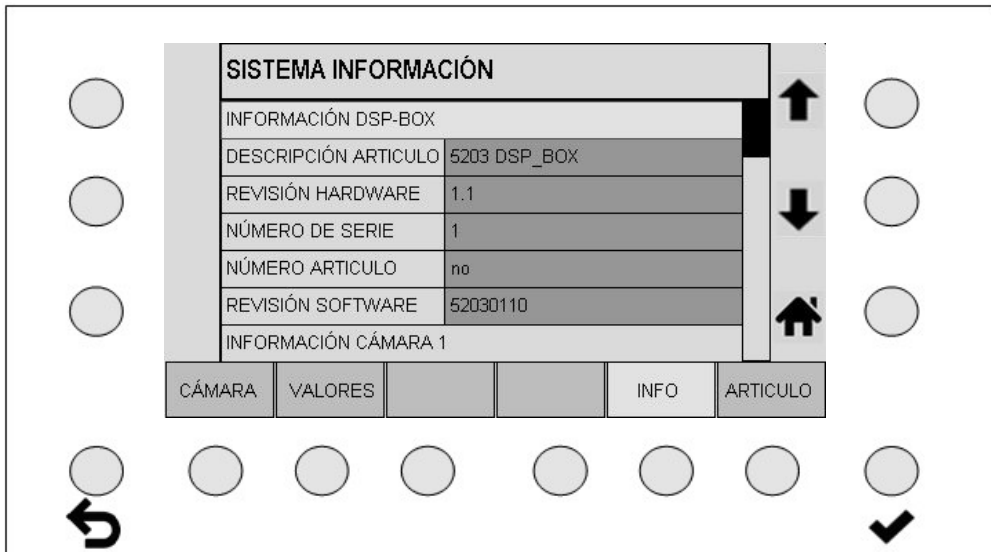 SISTEMA INFORMACIÓN
INFORMACIÓN DSP-BOX
DESCRIPCIÓN ARTICULO 5203 DSP_BOX
REVISIÓN HARDWARE 1.1
NÚMERO DE SERIE 1
NÚMERO ARTICULO no
REVISIÓN SOFTWARE 52030110
INFORMACIÓN CÁMARA 1
CÁMARA VALORES INFO ARTICULO